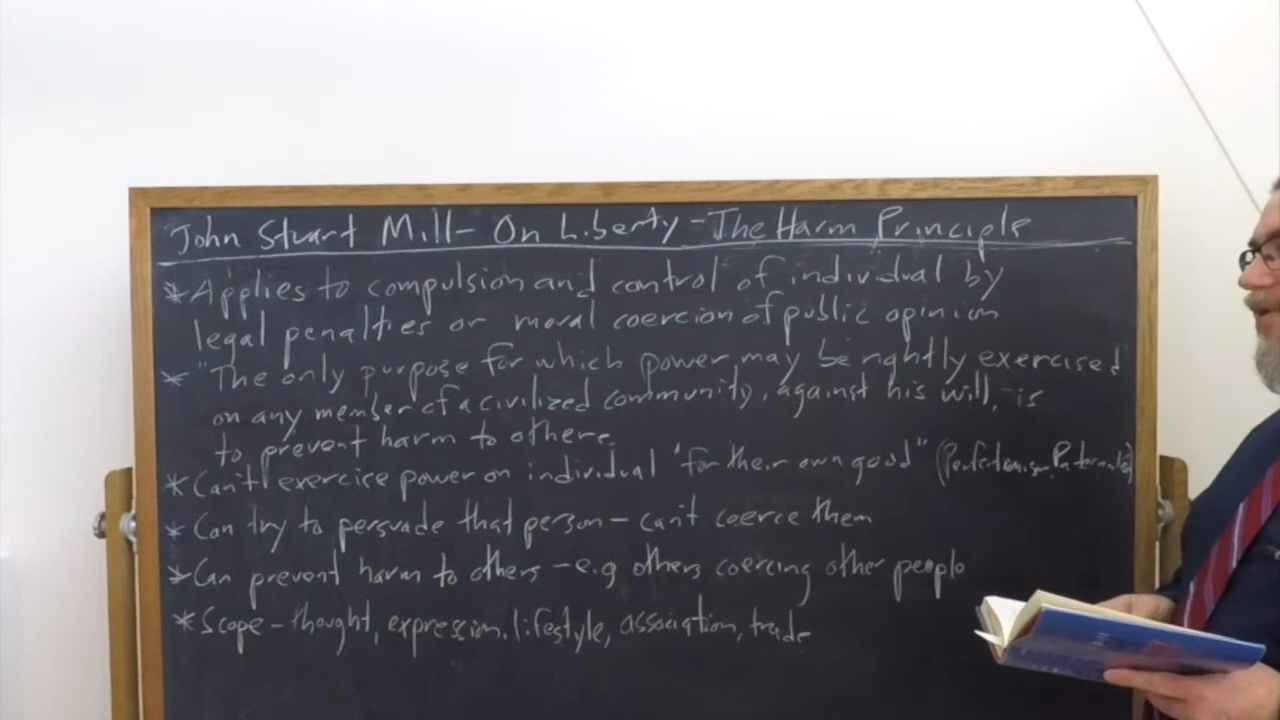 John Stuart Mill - On Liberty - The Harm Principle
* Applies to compulsion and control of individual by
legal penalties or moral coercion of public opinion
* "The only purpose for which power may be rightly exercised
on any member of a civilized community, against his will, is
to prevent harm to others.
* Can't exercise power on individual "for their own good" (Perfectionism, Paternalism)
* Can try to persuade that person - can't coerce them
* Can prevent harm to others - e.g others coercing other people
* Scope - thought, expression, lifestyle, association, trade